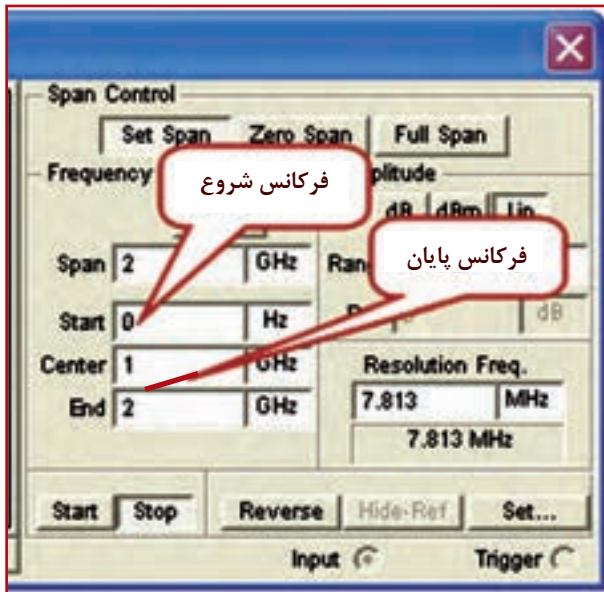 Span Control
Set Span Zero Span Full Span
Frequency
فرکانس شروع
dB dBm Lin
فرکانس پایان
Span 2 GHz
Start 0 Hz
dB
Center 1 GHz
Resolution Freq.
End 2 GHz
7.813 MHz
7.813 MHz
Start Stop Reverse Hide-Ref Set...
Input Trigger